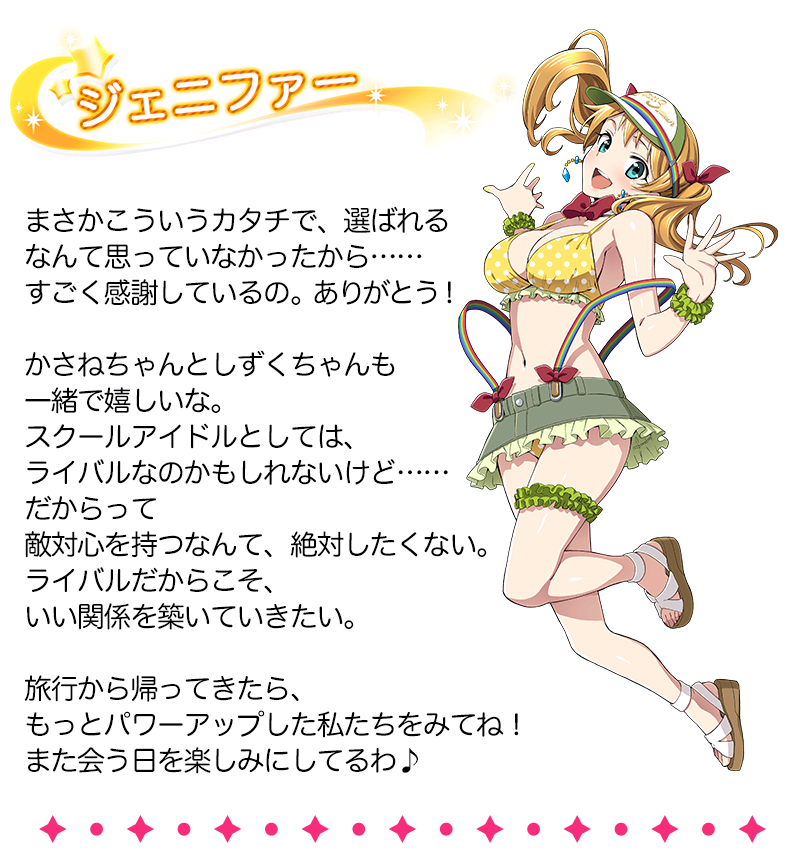 ジェニファー
まさかこういうカタチで、選ばれる
なんて思っていなかったから……
すごく感謝しているの。ありがとう！
かさねちゃんとしずくちゃんも
一緒で嬉しいな。
スクールアイドルとしては、
ライバルなのかもしれないけど……
だからって
敵対心を持つなんて、絶対したくない。
ライバルだからこそ、
いい関係を築いていきたい。
旅行から帰ってきたら、
もっとパワーアップした私たちをみてね！
また会う日を楽しみにしてるわ♪